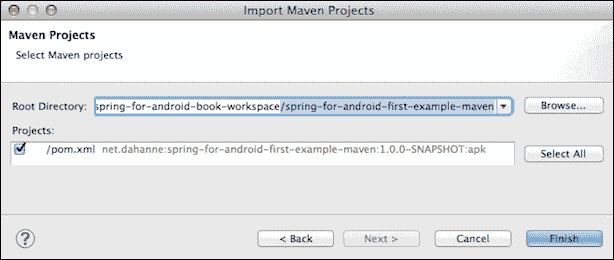 Import Maven Projects
Maven Projects
Select Maven projects
Root Directory: spring-for-android-book-workspace/spring-for-android-first-example-maven Browse...
Projects:
/pom.xml net.dahanne:spring-for-android-first-example-maven:1.0.0-SNAPSHOT:apk Select All
? < Back Next > Cancel Finish